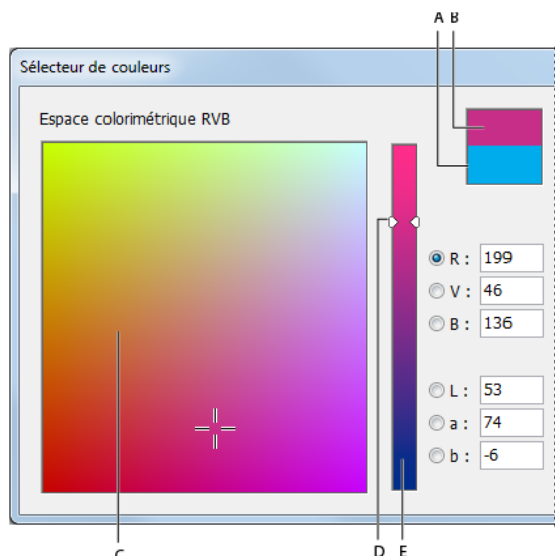 A B
Sélecteur de couleurs
Espace colorimétrique RVB
R : 199
V : 46
B : 136
L : 53
a : 74
b : -6
C D E